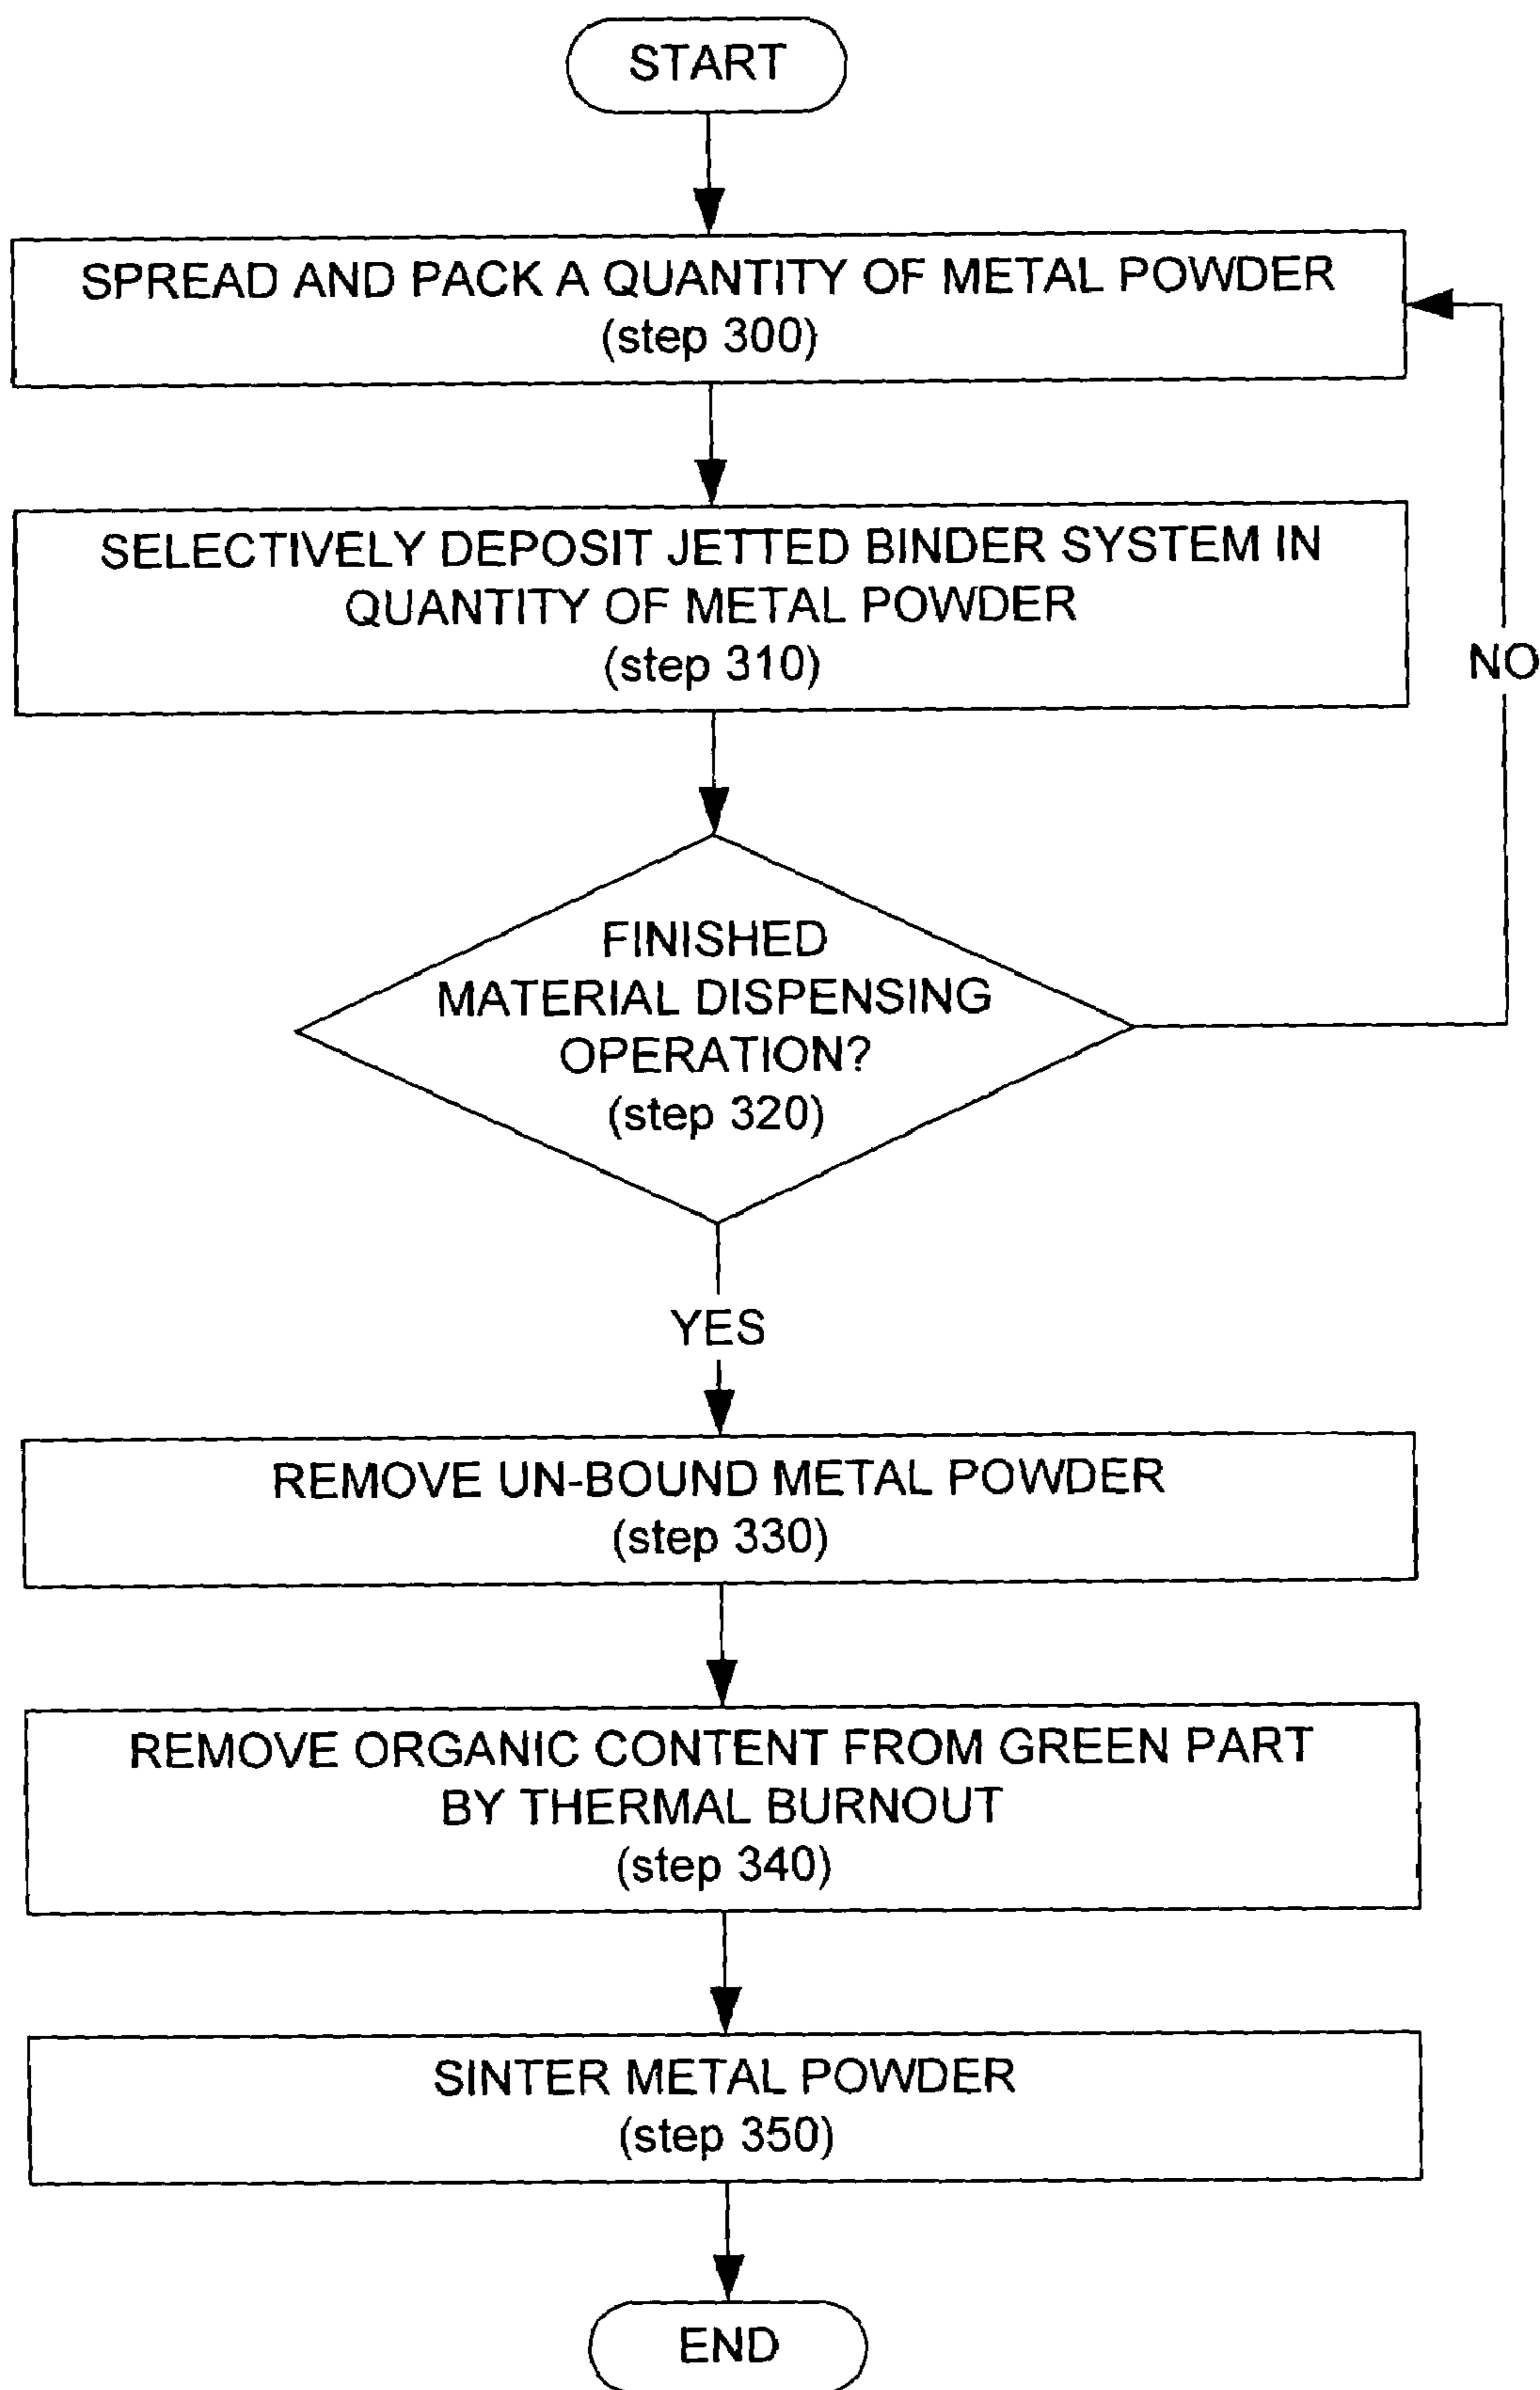 START
SPREAD AND PACK A QUANTITY OF METAL POWDER
(step 300)
SELECTIVELY DEPOSIT JETTED BINDER SYSTEM IN
QUANTITY OF METAL POWDER
(step 310)
NO
FINISHED
MATERIAL DISPENSING
OPERATION?
(step 320)
YES
REMOVE UN-BOUND METAL POWDER
(step 330)
REMOVE ORGANIC CONTENT FROM GREEN PART
BY THERMAL BURNOUT
(step 340)
SINTER METAL POWDER
(step 350)
END